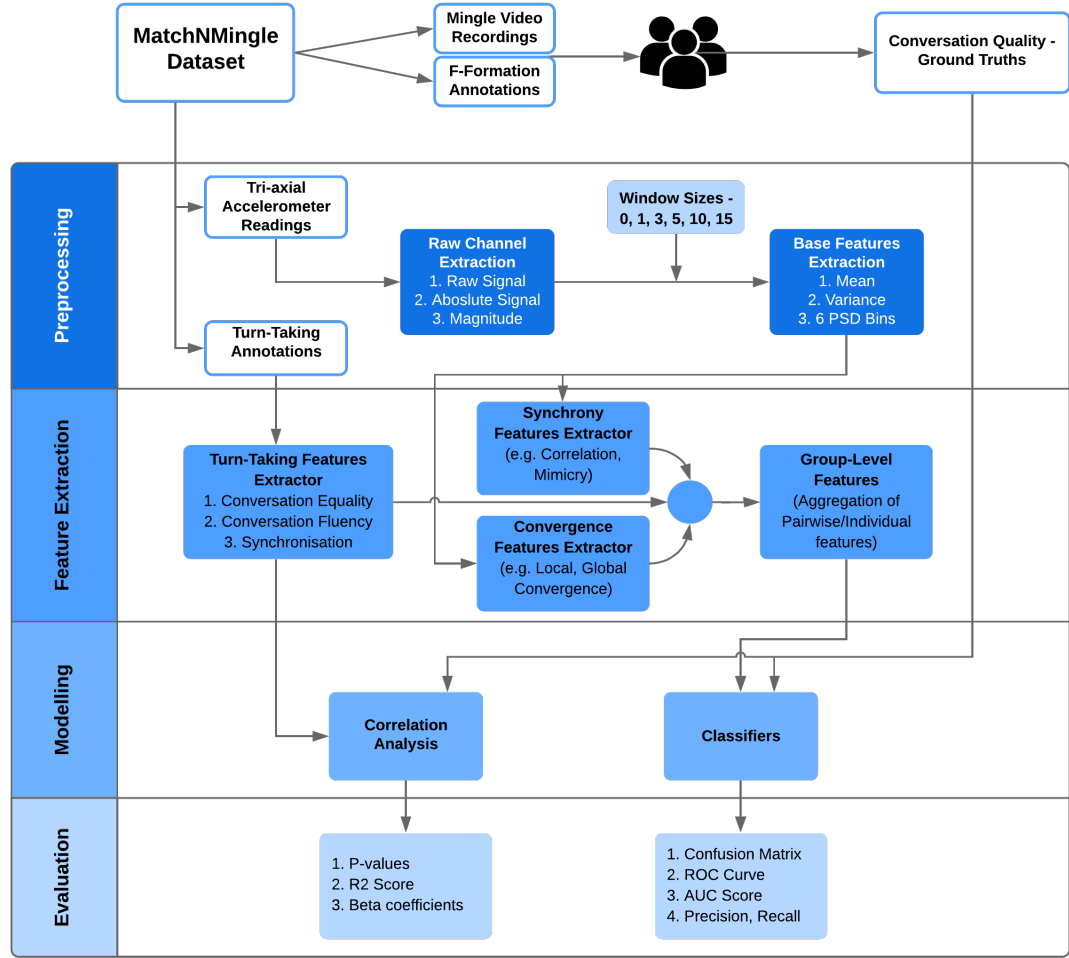 MatchNMingle
Dataset
Mingle Video
Recordings
F-Formation
Annotations
Conversation Quality -
Ground Truths
Preprocessing
Tri-axial
Accelerometer
Readings
Window Sizes -
0, 1, 3, 5, 10, 15
Raw Channel
Extraction
1. Raw Signal
2. Aboslute Signal
3. Magnitude
Base Features
Extraction
1. Mean
2. Variance
3. 6 PSD Bins
Turn-Taking
Annotations
Feature Extraction
Turn-Taking Features
Extractor
1. Conversation Equality
2. Conversation Fluency
3. Synchronisation
Synchrony
Features Extractor
(e.g. Correlation,
Mimicry)
Convergence
Features Extractor
(e.g. Local, Global
Convergence)
Group-Level
Features
(Aggregation of
Pairwise/Individual
features)
Modelling
Correlation
Analysis
Classifiers
Evaluation
1. P-values
2. R2 Score
3. Beta coefficients
1. Confusion Matrix
2. ROC Curve
3. AUC Score
4. Precision, Recall